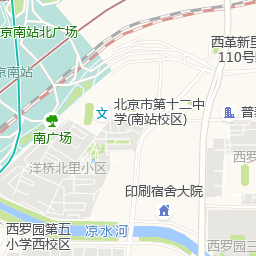 京南站北广场
西革新里
110号
京南站
北京市第十二中
学(南站校区)
普
南广场
洋桥北里小区
西罗
印刷宿舍大院
西罗园第五
小学西校区
凉水河
西罗园三